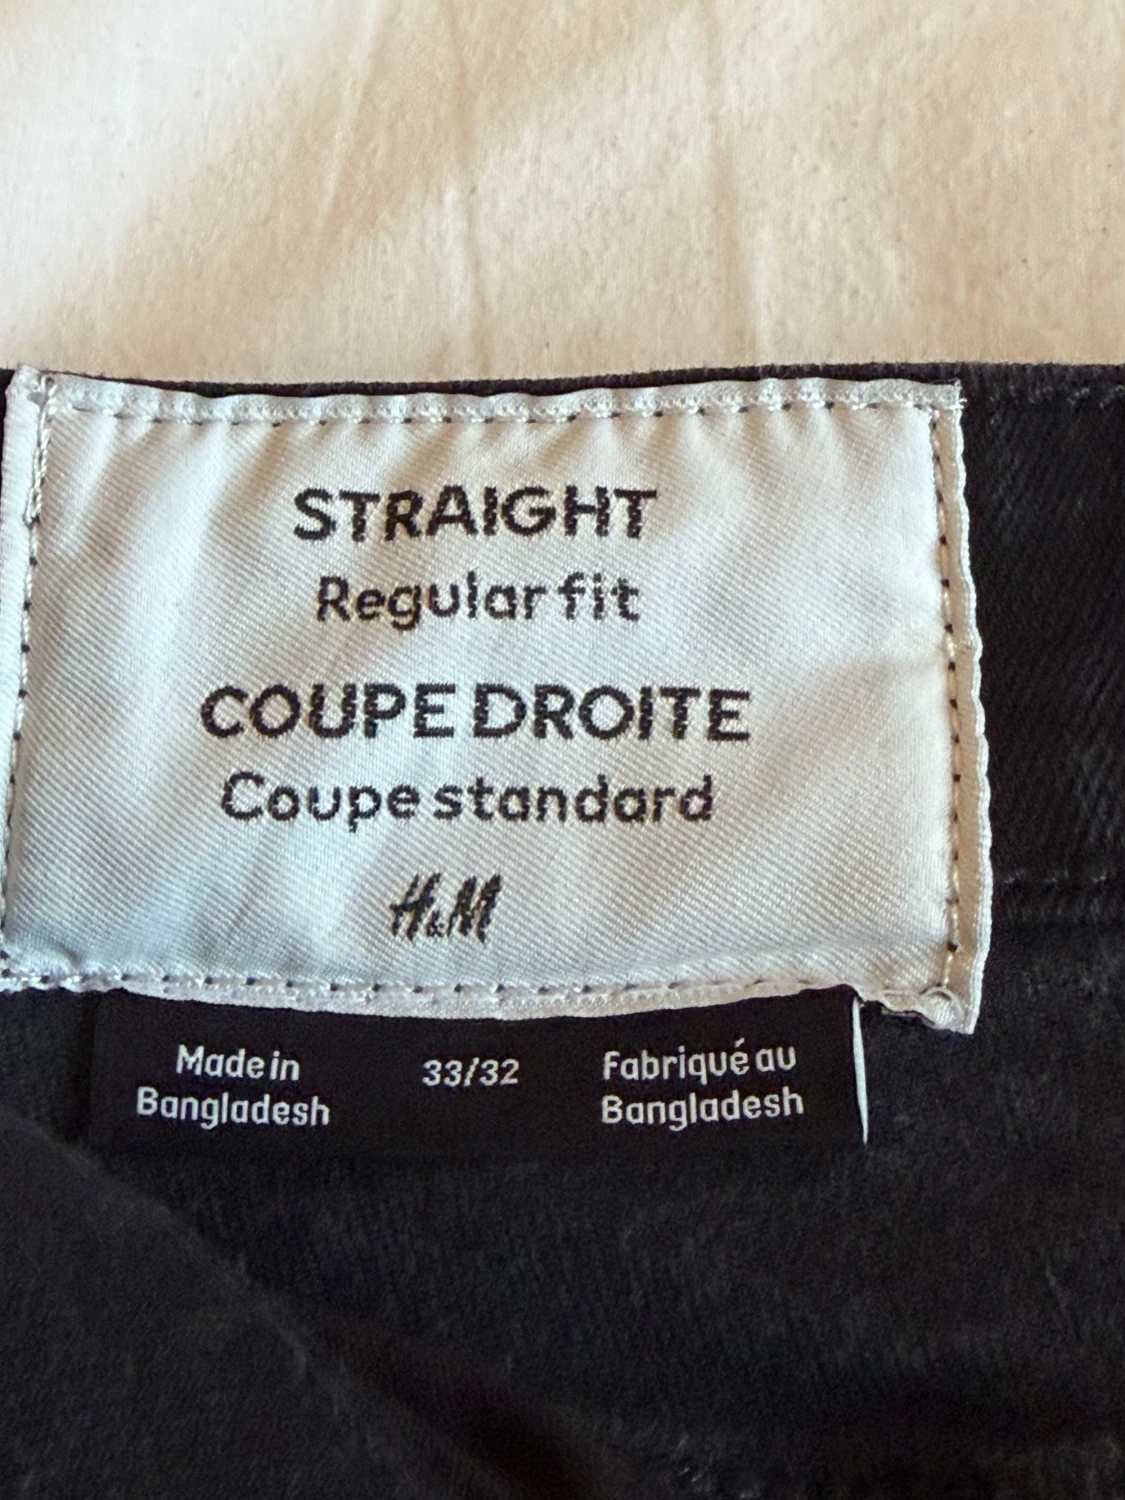 STRAIGHT
Regular fit
COUPE DROITE
Coupe standard
H&M
Made in
Bangladesh
33/32
Fabriqué au
Bangladesh